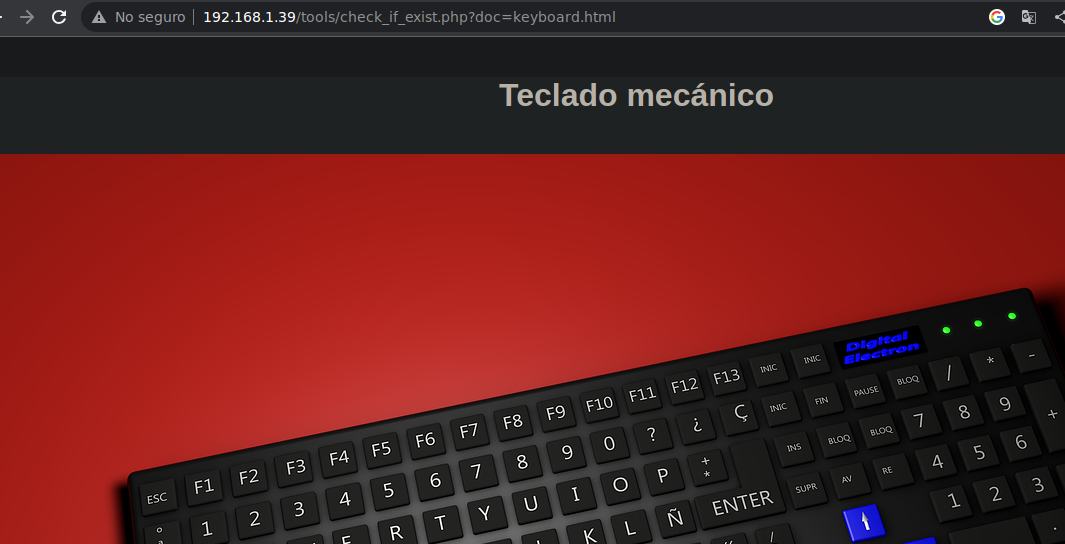 No seguro 192.168.1.39/tools/check_if_exist.php?doc=keyboard.html
Teclado mecánico
Digital
Electron
ESC F1 F2 F3 F4 F5 F6 F7 F8 F9 F10 F11 F12 F13 INIC INIC
º 1 2 3 4 5 6 7 8 9 0 ? ¿ Ç INIC FIN PAUSE BLOQ / * -
ª R T Y U I O P + * INS BLOQ BLOQ 7 8 9 +
K L Ñ ENTER SUPR AV RE 4 5 6
/ 1 2 3
.